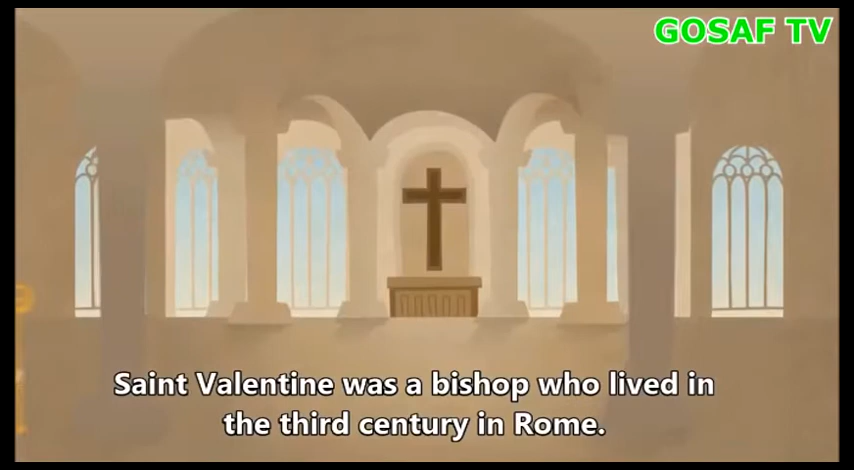 GOSAF TV
Saint Valentine was a bishop who lived in
the third century in Rome.